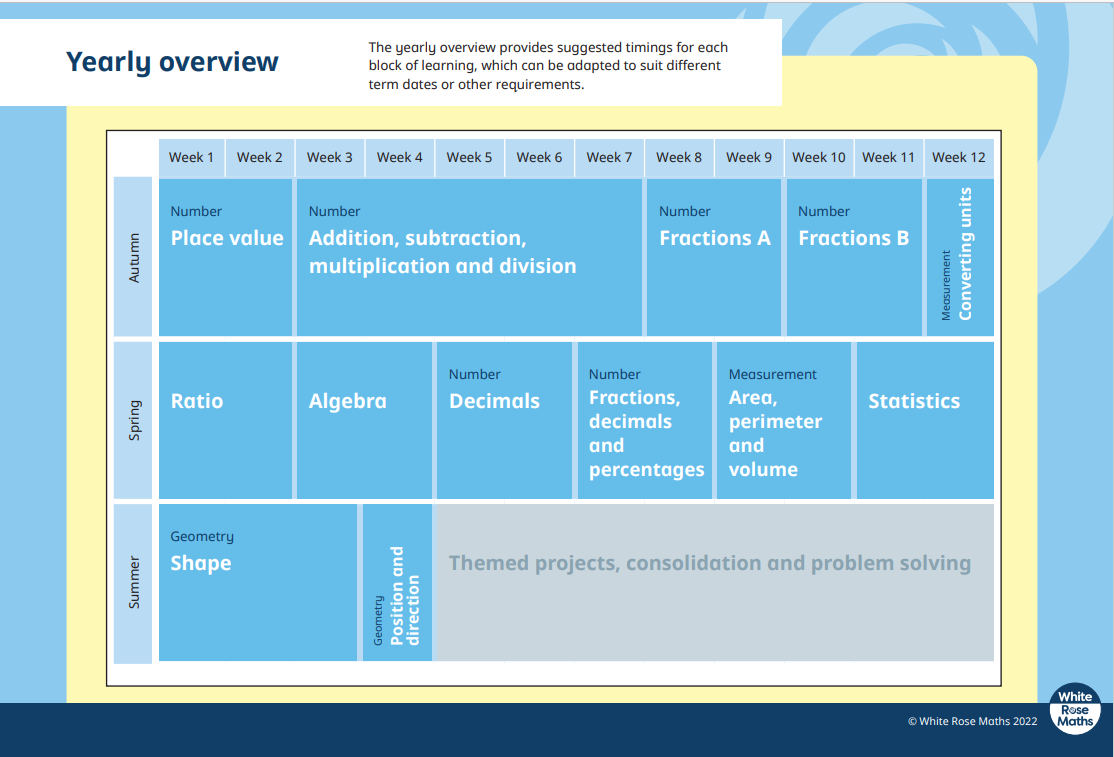 Yearly overview
The yearly overview provides suggested timings for each
block of learning, which can be adapted to suit different
term dates or other requirements.
Week 1 Week 2 Week 3 Week 4 Week 5 Week 6 Week 7 Week 8 Week 9 Week 10 Week 11 Week 12
Autumn
Number
Place value
Number
Addition, subtraction,
multiplication and division
Number
Fractions A
Number
Fractions B
Measurement
Converting units
Spring
Ratio
Algebra
Number
Decimals
Number
Fractions,
decimals
and
percentages
Measurement
Area,
perimeter
and
volume
Statistics
Summer
Geometry
Shape
Geometry
Position and
direction
Themed projects, consolidation and problem solving
© White Rose Maths 2022
White
Rose
Maths